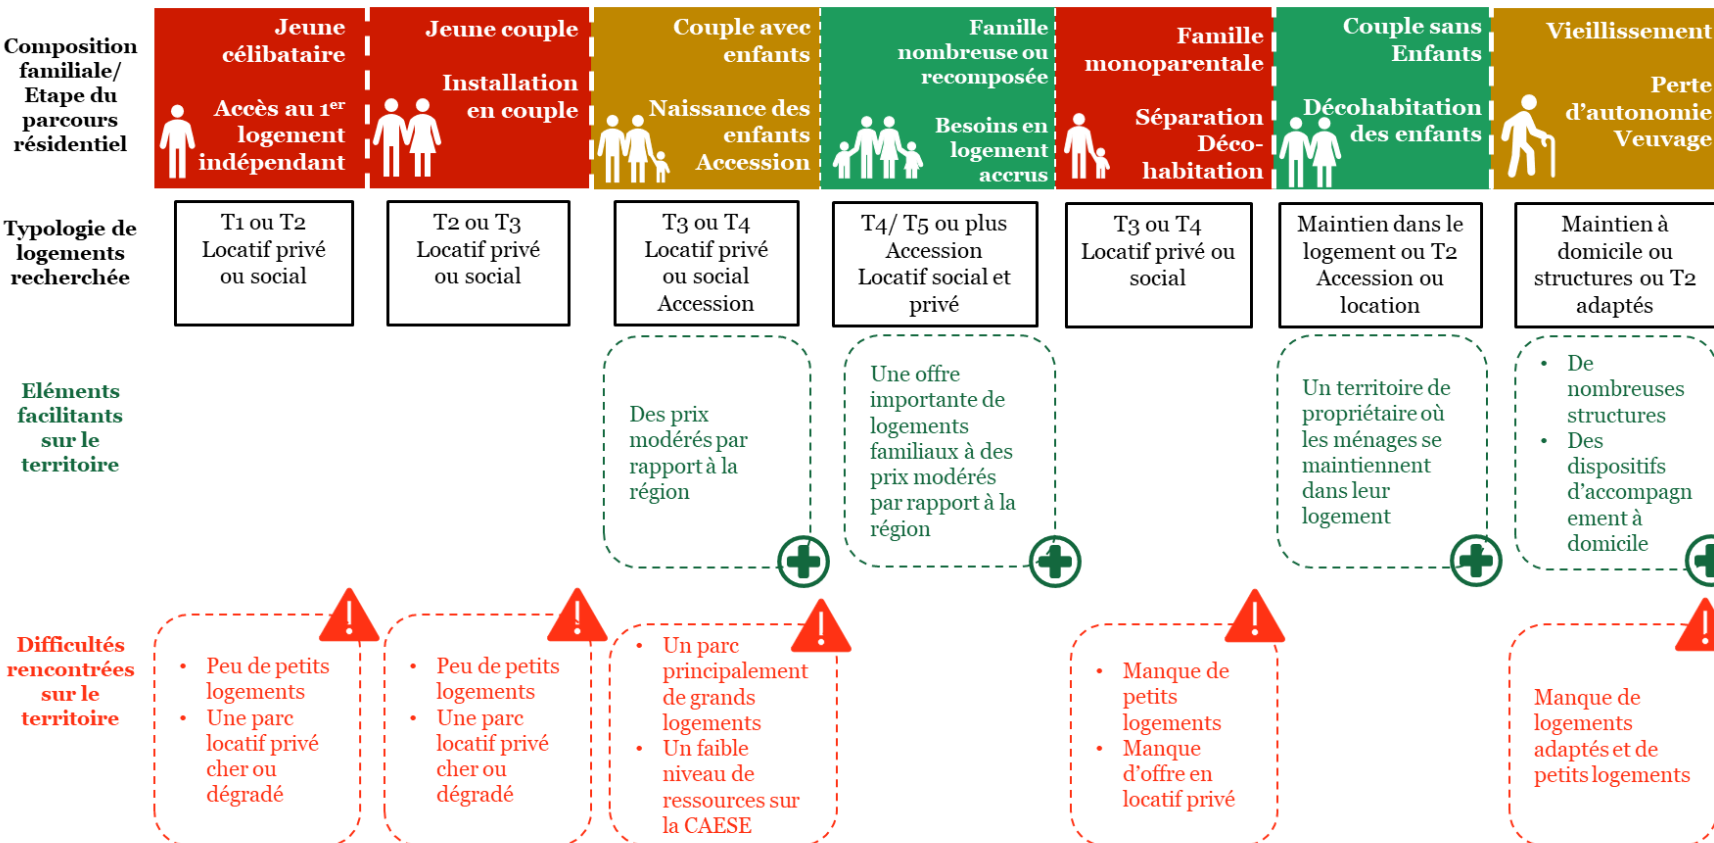 Composition
familiale/
Etape du
parcours
résidentiel
Jeune
célibataire
Accès au 1er
logement
indépendant
Jeune couple
Installation
en couple
Couple avec
enfants
Naissance des
enfants
Accession
Famille
nombreuse ou
recomposée
Besoins en
logement
accrus
Famille
monoparentale
Séparation
Déco-
habitation
Couple sans
Enfants
Décohabitation
des enfants
Vieillissement
Perte
d'autonomie
Veuvage
Typologie de
logements
recherchée
T1 ou T2
Locatif privé
ou social
T2 ou T3
Locatif privé
ou social
T3 ou T4
Locatif privé
ou social
Accession
T4/ T5 ou plus
Accession
Locatif social et
privé
T3 ou T4
Locatif privé ou
social
Maintien dans le
logement ou T2
Accession ou
location
Maintien à
domicile ou
structures ou T2
adaptés
Eléments
facilitants
sur le
territoire
Des prix
modérés par
rapport à la
région
Une offre
importante de
logements
familiaux à des
prix modérés
par rapport à la
région
Un territoire de
propriétaire où
les ménages se
maintiennent
dans leur
logement
• De
nombreuses
structures
• Des
dispositifs
d'accompagn
ement à
domicile
Difficultés
rencontrées
sur le
territoire
• Peu de petits
logements
• Une parc
locatif privé
cher ou
dégradé
• Peu de petits
logements
• Une parc
locatif privé
cher ou
dégradé
• Un parc
principalement
de grands
logements
• Un faible
niveau de
ressources sur
la CAESE
• Manque de
petits
logements
• Manque
d'offre en
locatif privé
Manque de
logements
adaptés et de
petits logements